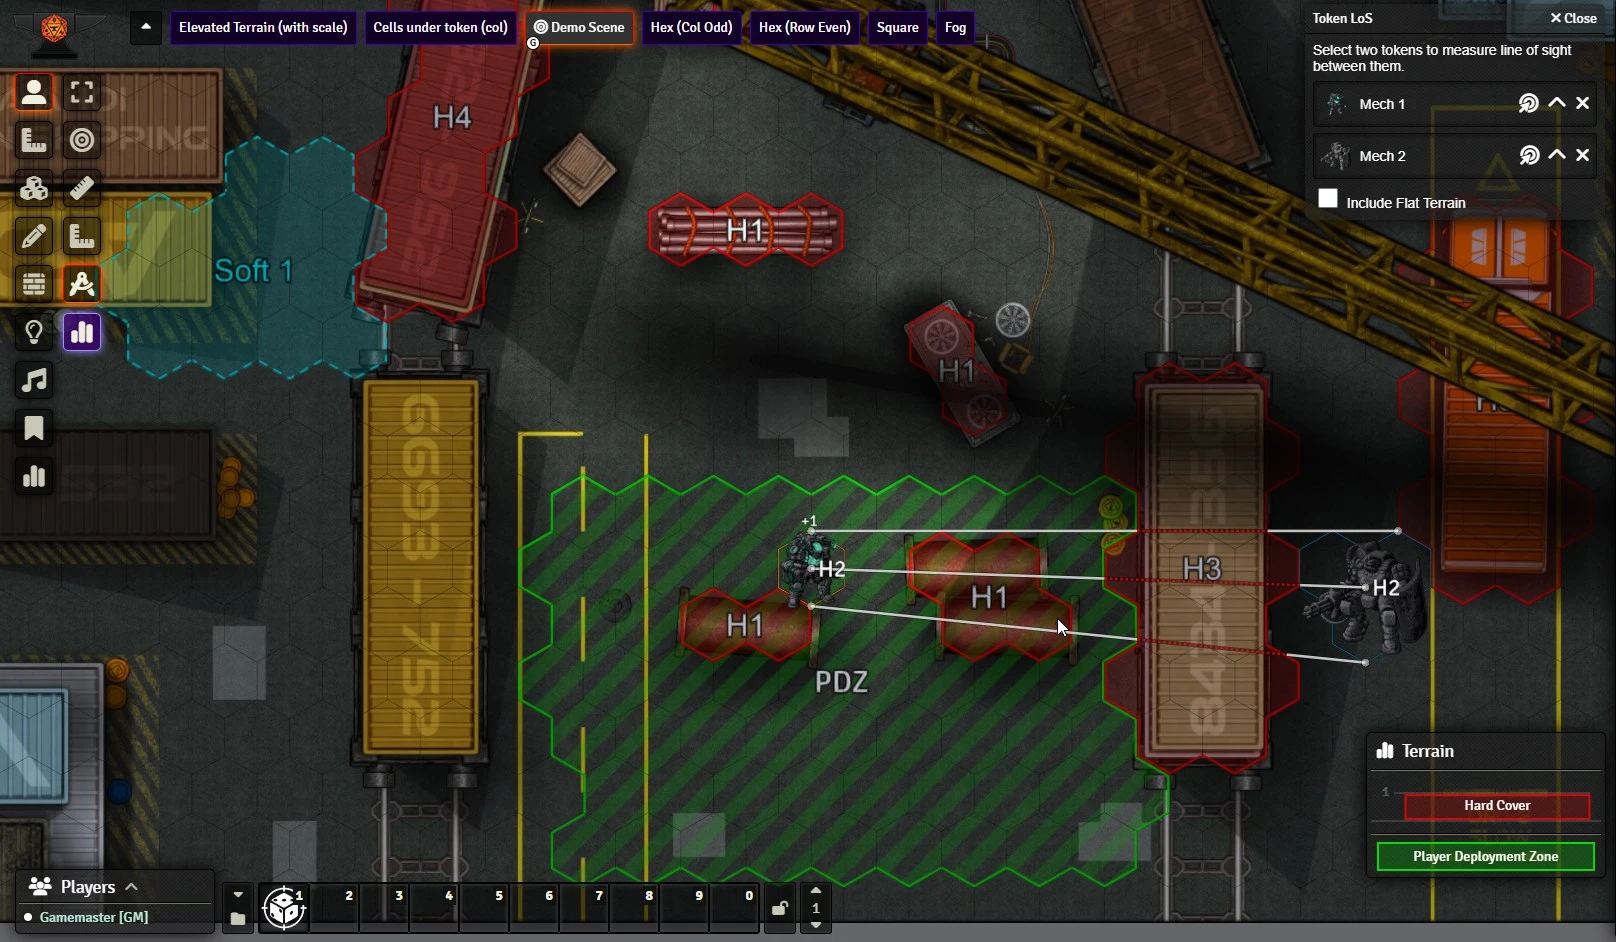 Elevated Terrain (with scale)
Cells under token (col)
Demo Scene
G
Hex (Col Odd)
Hex (Row Even)
Square
Fog
Token LoS
Close
Select two tokens to measure line of sight
between them.
Mech 1
Mech 2
Include Flat Terrain
PPING
H4
H1
Soft 1
H1
G693 - 752
+1
H2
H3
H2
H1
H1
PDZ
Terrain
1
Hard Cover
Player Deployment Zone
Players
Gamemaster [GM]
1
2
3
4
5
6
7
8
9
0
1